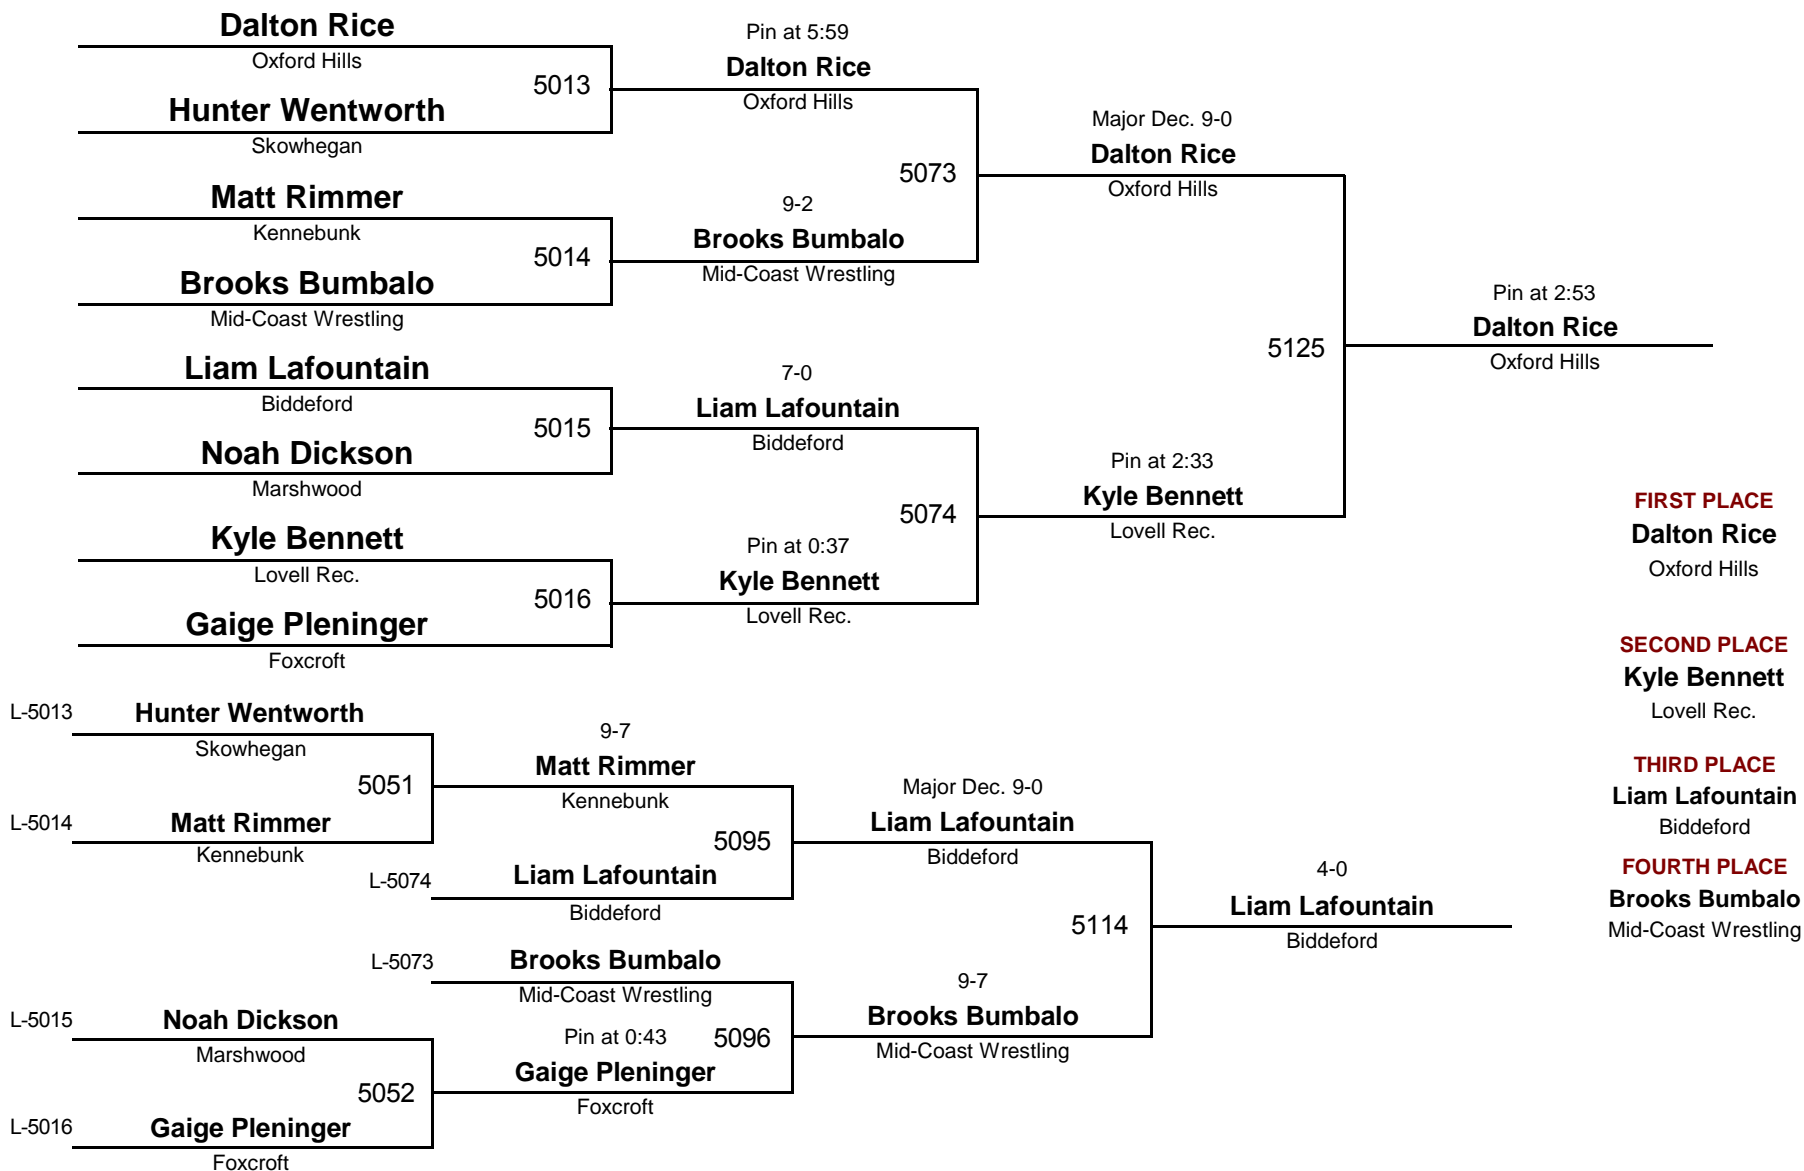 Dalton Rice
Oxford Hills
5013
Hunter Wentworth
Skowhegan
Matt Rimmer
Kennebunk
5014
Brooks Bumbalo
Mid-Coast Wrestling
Liam Lafountain
Biddeford
5015
Noah Dickson
Marshwood
Kyle Bennett
Lovell Rec.
5016
Gaige Pleninger
Foxcroft
Pin at 5:59
Dalton Rice
Oxford Hills
5073
9-2
Brooks Bumbalo
Mid-Coast Wrestling
7-0
Liam Lafountain
Biddeford
5074
Pin at 0:37
Kyle Bennett
Lovell Rec.
Major Dec. 9-0
Dalton Rice
Oxford Hills
5125
Pin at 2:33
Kyle Bennett
Lovell Rec.
Pin at 2:53
Dalton Rice
Oxford Hills
FIRST PLACE
Dalton Rice
Oxford Hills
SECOND PLACE
Kyle Bennett
Lovell Rec.
THIRD PLACE
Liam Lafountain
Biddeford
FOURTH PLACE
Brooks Bumbalo
Mid-Coast Wrestling
L-5013
Hunter Wentworth
Skowhegan
5051
L-5014
Matt Rimmer
Kennebunk
9-7
Matt Rimmer
Kennebunk
5095
L-5074
Liam Lafountain
Biddeford
L-5073
Brooks Bumbalo
Mid-Coast Wrestling
L-5015
Noah Dickson
Marshwood
5052
L-5016
Gaige Pleninger
Foxcroft
Pin at 0:43
5096
Gaige Pleninger
Foxcroft
Major Dec. 9-0
Liam Lafountain
Biddeford
5114
9-7
Brooks Bumbalo
Mid-Coast Wrestling
4-0
Liam Lafountain
Biddeford